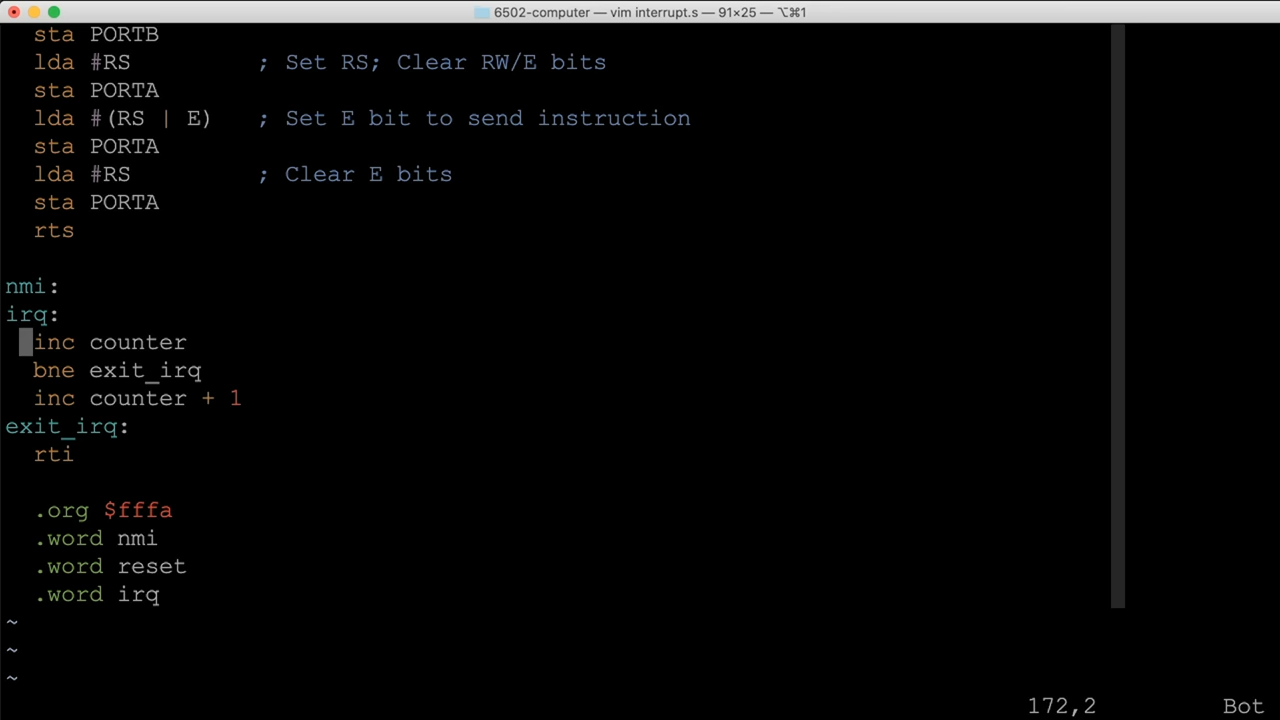 6502-computer — vim interrupt.s — 91×25 — ⌥⌘1
sta PORTB
lda #RS ; Set RS; Clear RW/E bits
sta PORTA
lda #(RS | E) ; Set E bit to send instruction
sta PORTA
lda #RS ; Clear E bits
sta PORTA
rts
nmi:
irq:
inc counter
bne exit_irq
inc counter + 1
exit_irq:
rti
.org $fffa
.word nmi
.word reset
.word irq
~
~
~
172,2 Bot